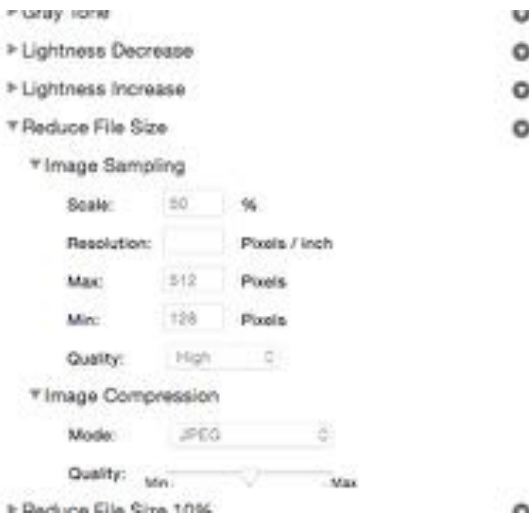 Gray Tone
Lightness Decrease
Lightness Increase
Reduce File Size
Image Sampling
Scale: 50 %
Resolution: Pixels / inch
Max: 512 Pixels
Min: 128 Pixels
Quality: High
Image Compression
Mode: JPEG
Quality: Min Max
Reduce File Size 10%